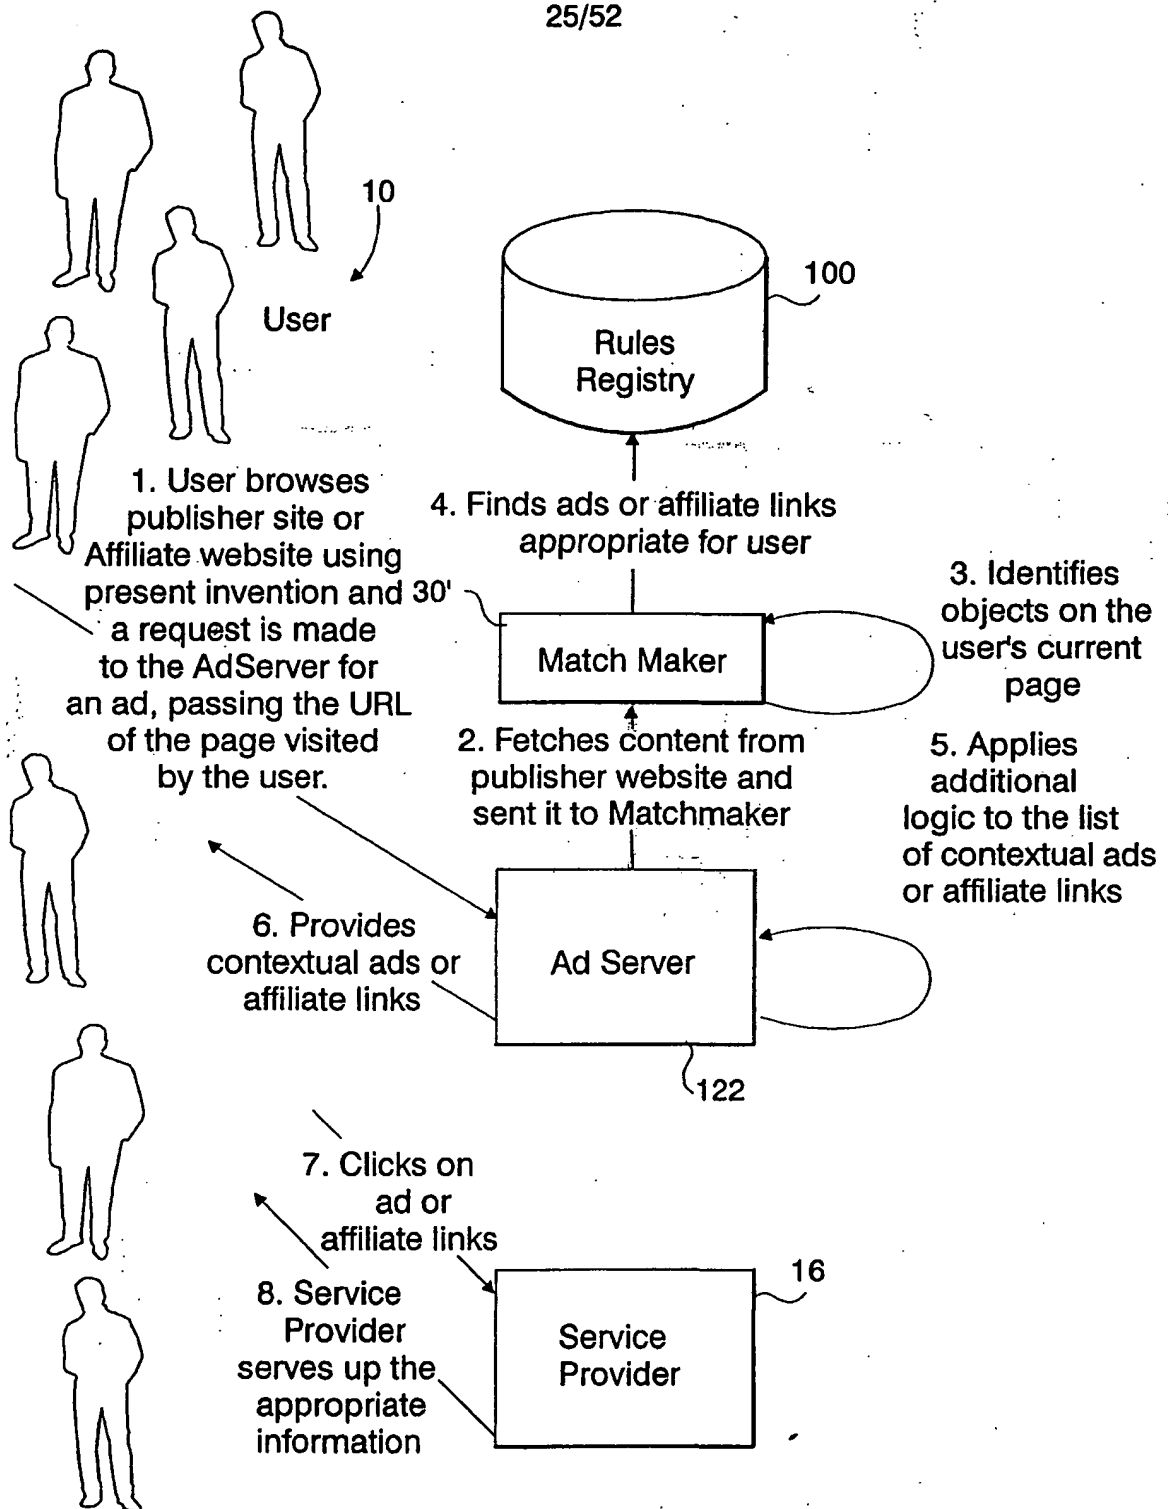 25/52
10
User
100
Rules
Registry
1. User browses
publisher site or
Affiliate website using
present invention and
a request is made
to the AdServer for
an ad, passing the URL
of the page visited
by the user.
4. Finds ads or affiliate links
appropriate for user
30'
Match Maker
3. Identifies
objects on the
user's current
page
2. Fetches content from
publisher website and
sent it to Matchmaker
5. Applies
additional
logic to the list
of contextual ads
or affiliate links
6. Provides
contextual ads or
affiliate links
Ad Server
122
7. Clicks on
ad or
affiliate links
16
8. Service
Provider
serves up the
appropriate
information
Service
Provider